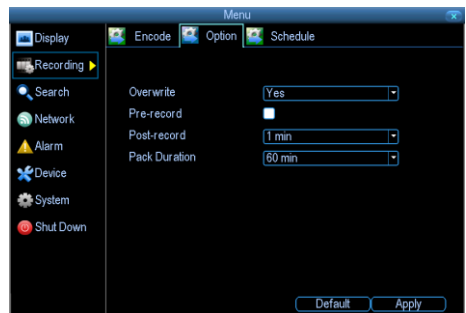 Menu
Display
Recording
Search
Network
Alarm
Device
System
Shut Down
Encode Option Schedule
Overwrite Yes
Pre-record
Post-record 1 min
Pack Duration 60 min
Default Apply